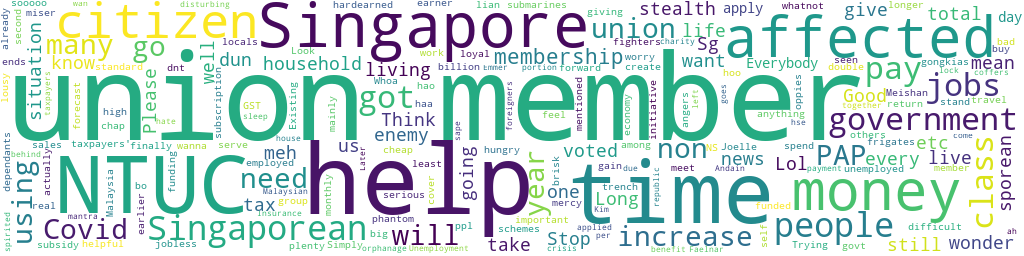 union member
Singapore
help
time
NTUC
citizen
affected
money
government
Singaporean
people
jobs
Covid
will
increase
using
need
got
pay
union
non
PAP
class
many
go
stealth
apply
give
total
life
Sg
want
household
membership
living
know
Please
well
dun
situation
Think
enemy
us
meh
tax
going
year
voted
news
Lol
every
live
etc
Good
mean
Everybody
day
one
Long
Stop
take
still
wonder
sporean
miser
sooooo
disturbing
wan
second
already
locals
ends
work
standard
taxpayers
lousy
forecast
GST
sleep
high
chap
hate
subscription
serve
Existing
mainly
Whoa
hao
haa
Look
house
hungry
billion
fighters
loyal
lian
submarines
giving
charity
worry
forward
create
foreigners
mentioned
feel
economy
initiative
angers
left
double
hoo
seen
hoppies
anything
goes
no
longer
gongkias
lock
coffers
buy
bad
together
Meishan
return
stand
travel
others
frigates
spend
unemployed
member
come
hse
Joelle
gain
due
meet
Andain
republic
Kim
funded
self
payment
Trying
govt
difficult
benefit
Faelnar
crisis
per
applied
important
schemes
trench
mercy
bribe
ppl
Unemployment
orphanage
phantom
cover
serious
least
cheap
employed
monthly
group
Insurance
Simply
plenty
big
jobless
subsidy
helpful
mantra
Malaysia
Malaysian
bo
funding
earlier
finally
wanna
actually
real
dependants
behind
spirited
sales
earner
dnt
portion
among
Later
ah